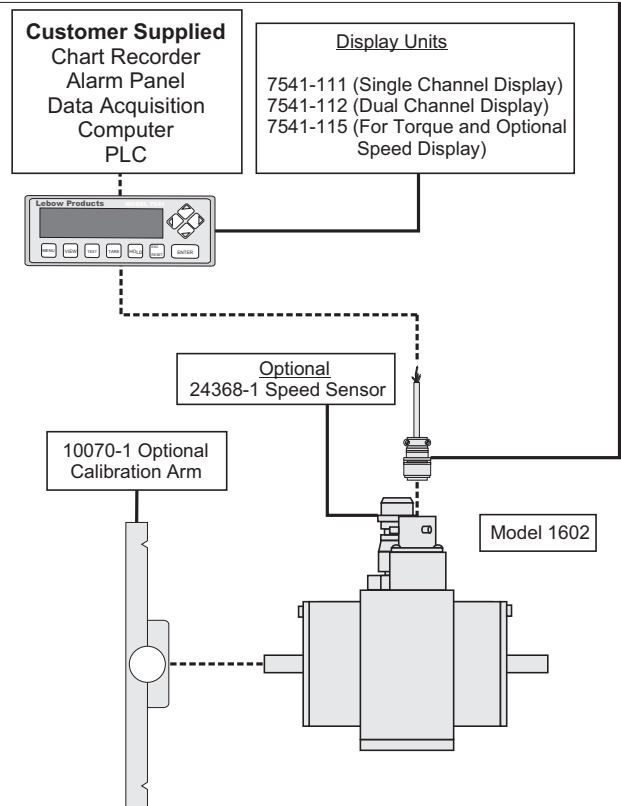 Customer Supplied
Chart Recorder
Alarm Panel
Data Acquisition
Computer
PLC
Display Units
7541-111 (Single Channel Display)
7541-112 (Dual Channel Display)
7541-115 (For Torque and Optional
Speed Display)
Lebow Products
MENU VIEW TEST TARE HOLD RESET ENTER
Optional
24368-1 Speed Sensor
10070-1 Optional
Calibration Arm
Model 1602